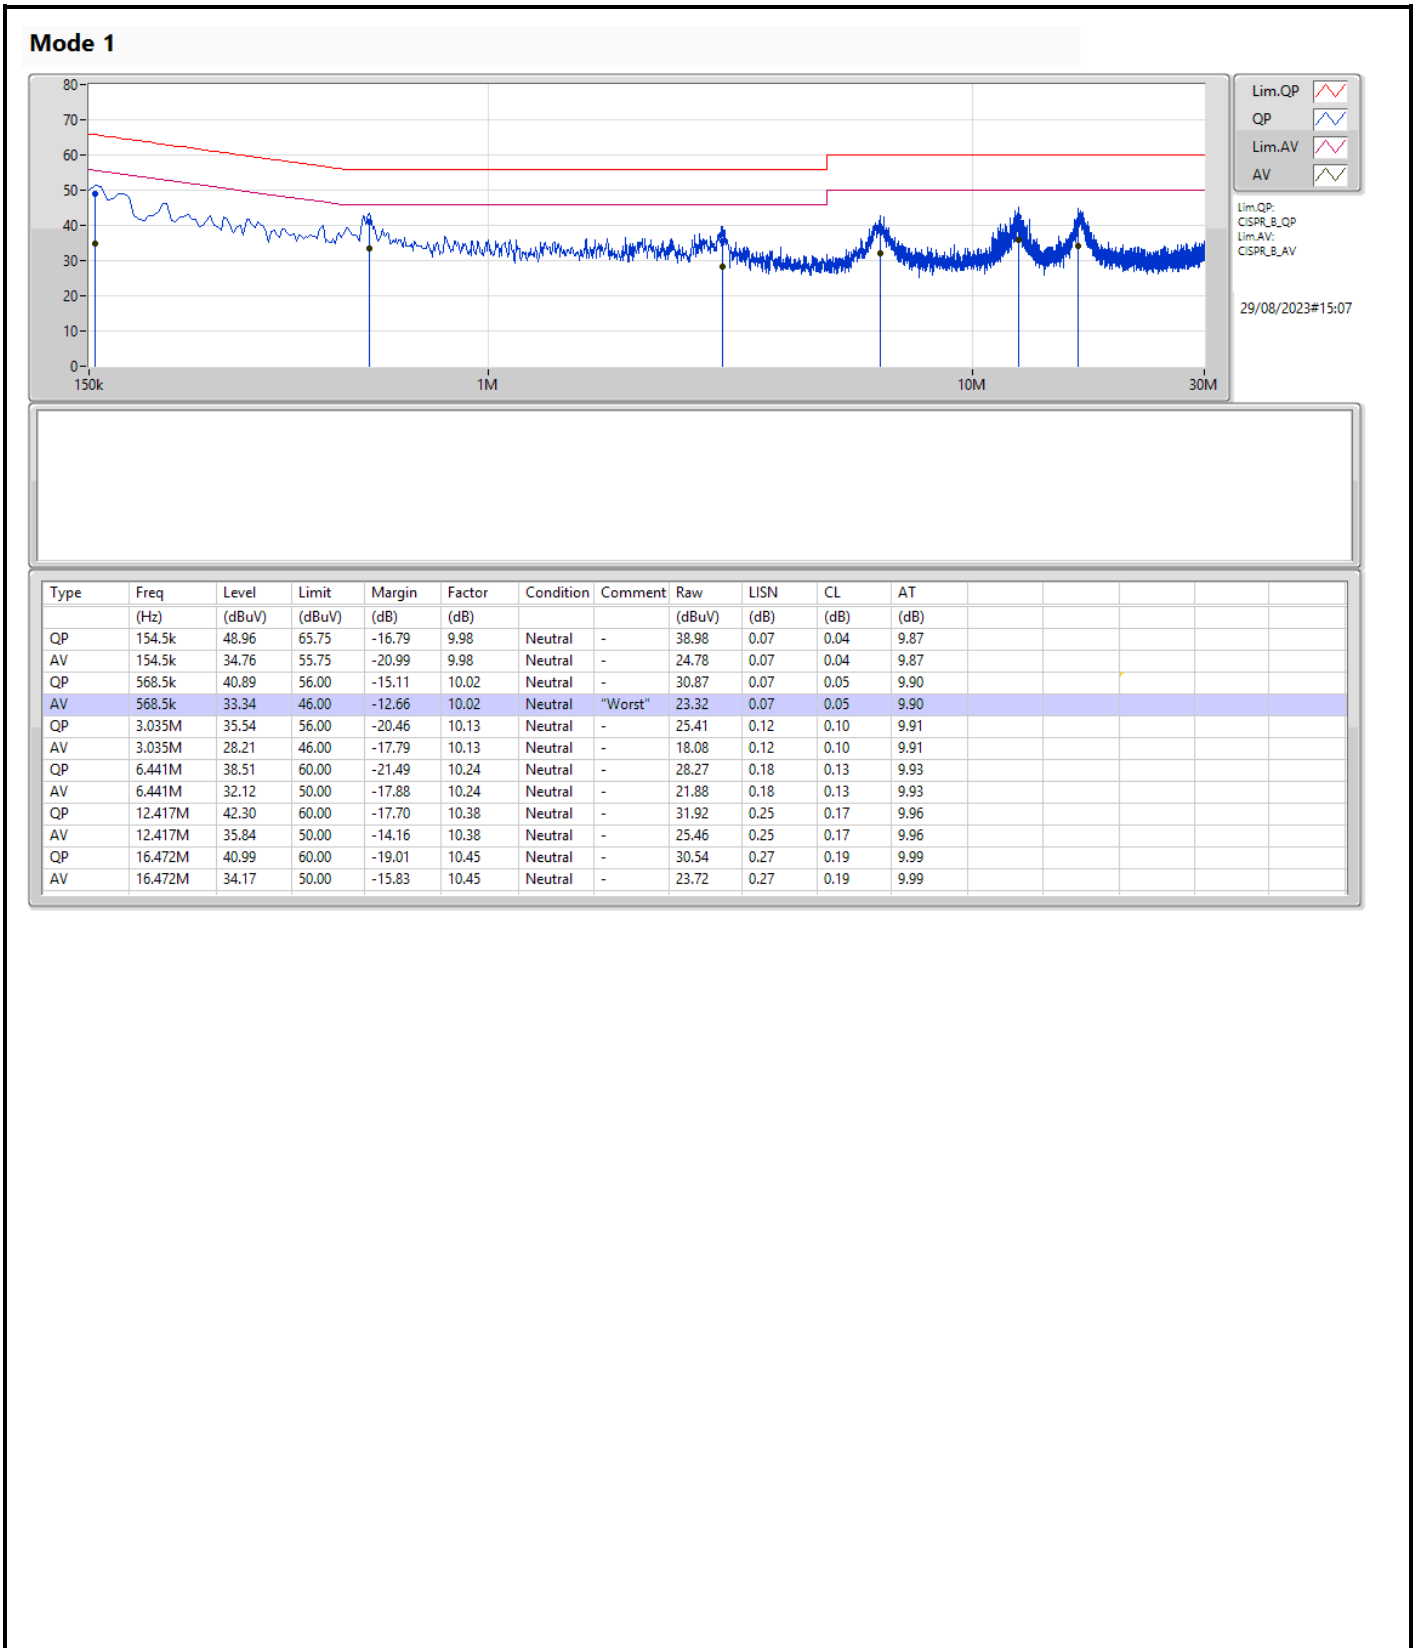 Mode 1
80
70
60
50
40
30
20
10
0
150k 1M 10M 30M
Lim.QP
QP
Lim.AV
AV
Lim.QP:
CISPR_B_QP
Lim.AV:
CISPR_B_AV
29/08/2023#15:07
Type Freq Level Limit Margin Factor Condition Comment Raw LISN CL AT
(Hz) (dBuV) (dBuV) (dB) (dB) (dBuV) (dB) (dB) (dB)
QP 154.5k 48.96 65.75 -16.79 9.98 Neutral - 38.98 0.07 0.04 9.87
AV 154.5k 34.76 55.75 -20.99 9.98 Neutral - 24.78 0.07 0.04 9.87
QP 568.5k 40.89 56.00 -15.11 10.02 Neutral - 30.87 0.07 0.05 9.90
AV 568.5k 33.34 46.00 -12.66 10.02 Neutral "Worst" 23.32 0.07 0.05 9.90
QP 3.035M 35.54 56.00 -20.46 10.13 Neutral - 25.41 0.12 0.10 9.91
AV 3.035M 28.21 46.00 -17.79 10.13 Neutral - 18.08 0.12 0.10 9.91
QP 6.441M 38.51 60.00 -21.49 10.24 Neutral - 28.27 0.18 0.13 9.93
AV 6.441M 32.12 50.00 -17.88 10.24 Neutral - 21.88 0.18 0.13 9.93
QP 12.417M 42.30 60.00 -17.70 10.38 Neutral - 31.92 0.25 0.17 9.96
AV 12.417M 35.84 50.00 -14.16 10.38 Neutral - 25.46 0.25 0.17 9.96
QP 16.472M 40.99 60.00 -19.01 10.45 Neutral - 30.54 0.27 0.19 9.99
AV 16.472M 34.17 50.00 -15.83 10.45 Neutral - 23.72 0.27 0.19 9.99